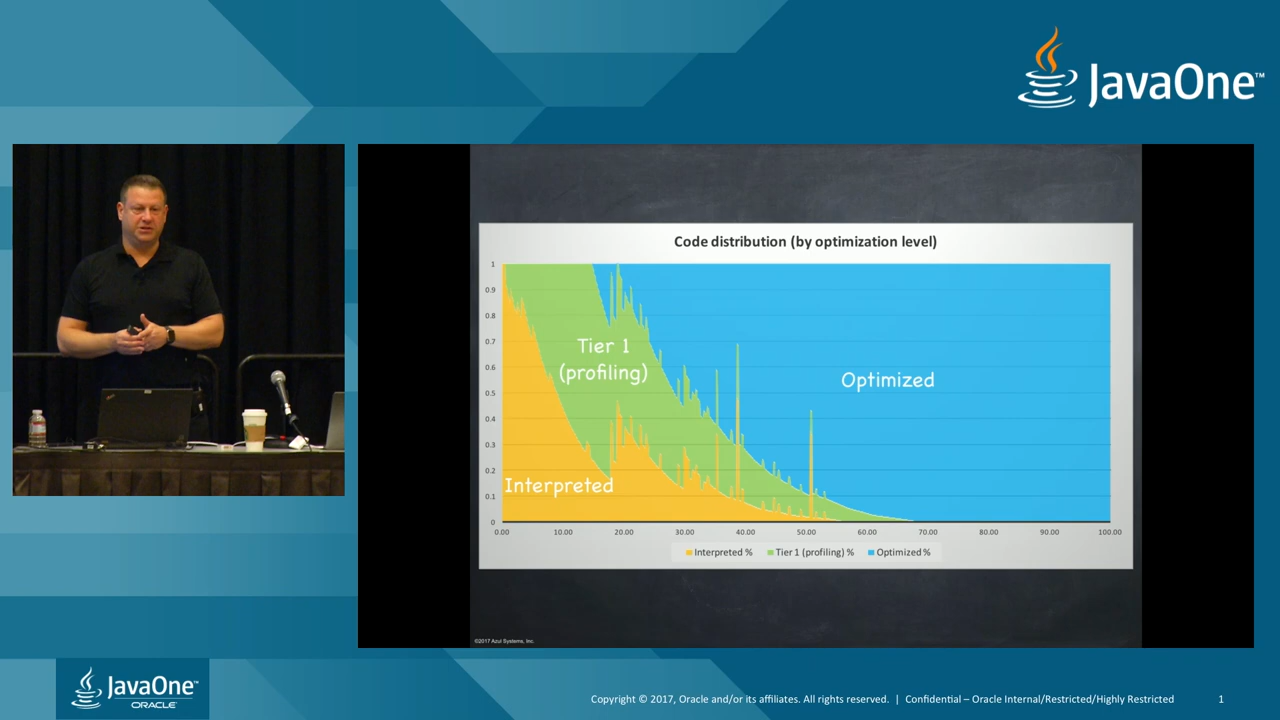 JavaOne™
Code distribution (by optimization level)
1
0.9
0.8
0.7
0.6
0.5
0.4
0.3
0.2
0.1
0
Tier 1
(profiling)
Optimized
Interpreted
0.00 10.00 20.00 30.00 40.00 50.00 60.00 70.00 80.00 90.00 100.00
Interpreted % Tier 1 (profiling) % Optimized %
©2017 Azul Systems, Inc.
JavaOne™
ORACLE
Copyright © 2017, Oracle and/or its affiliates. All rights reserved. | Confidential – Oracle Internal/Restricted/Highly Restricted 1